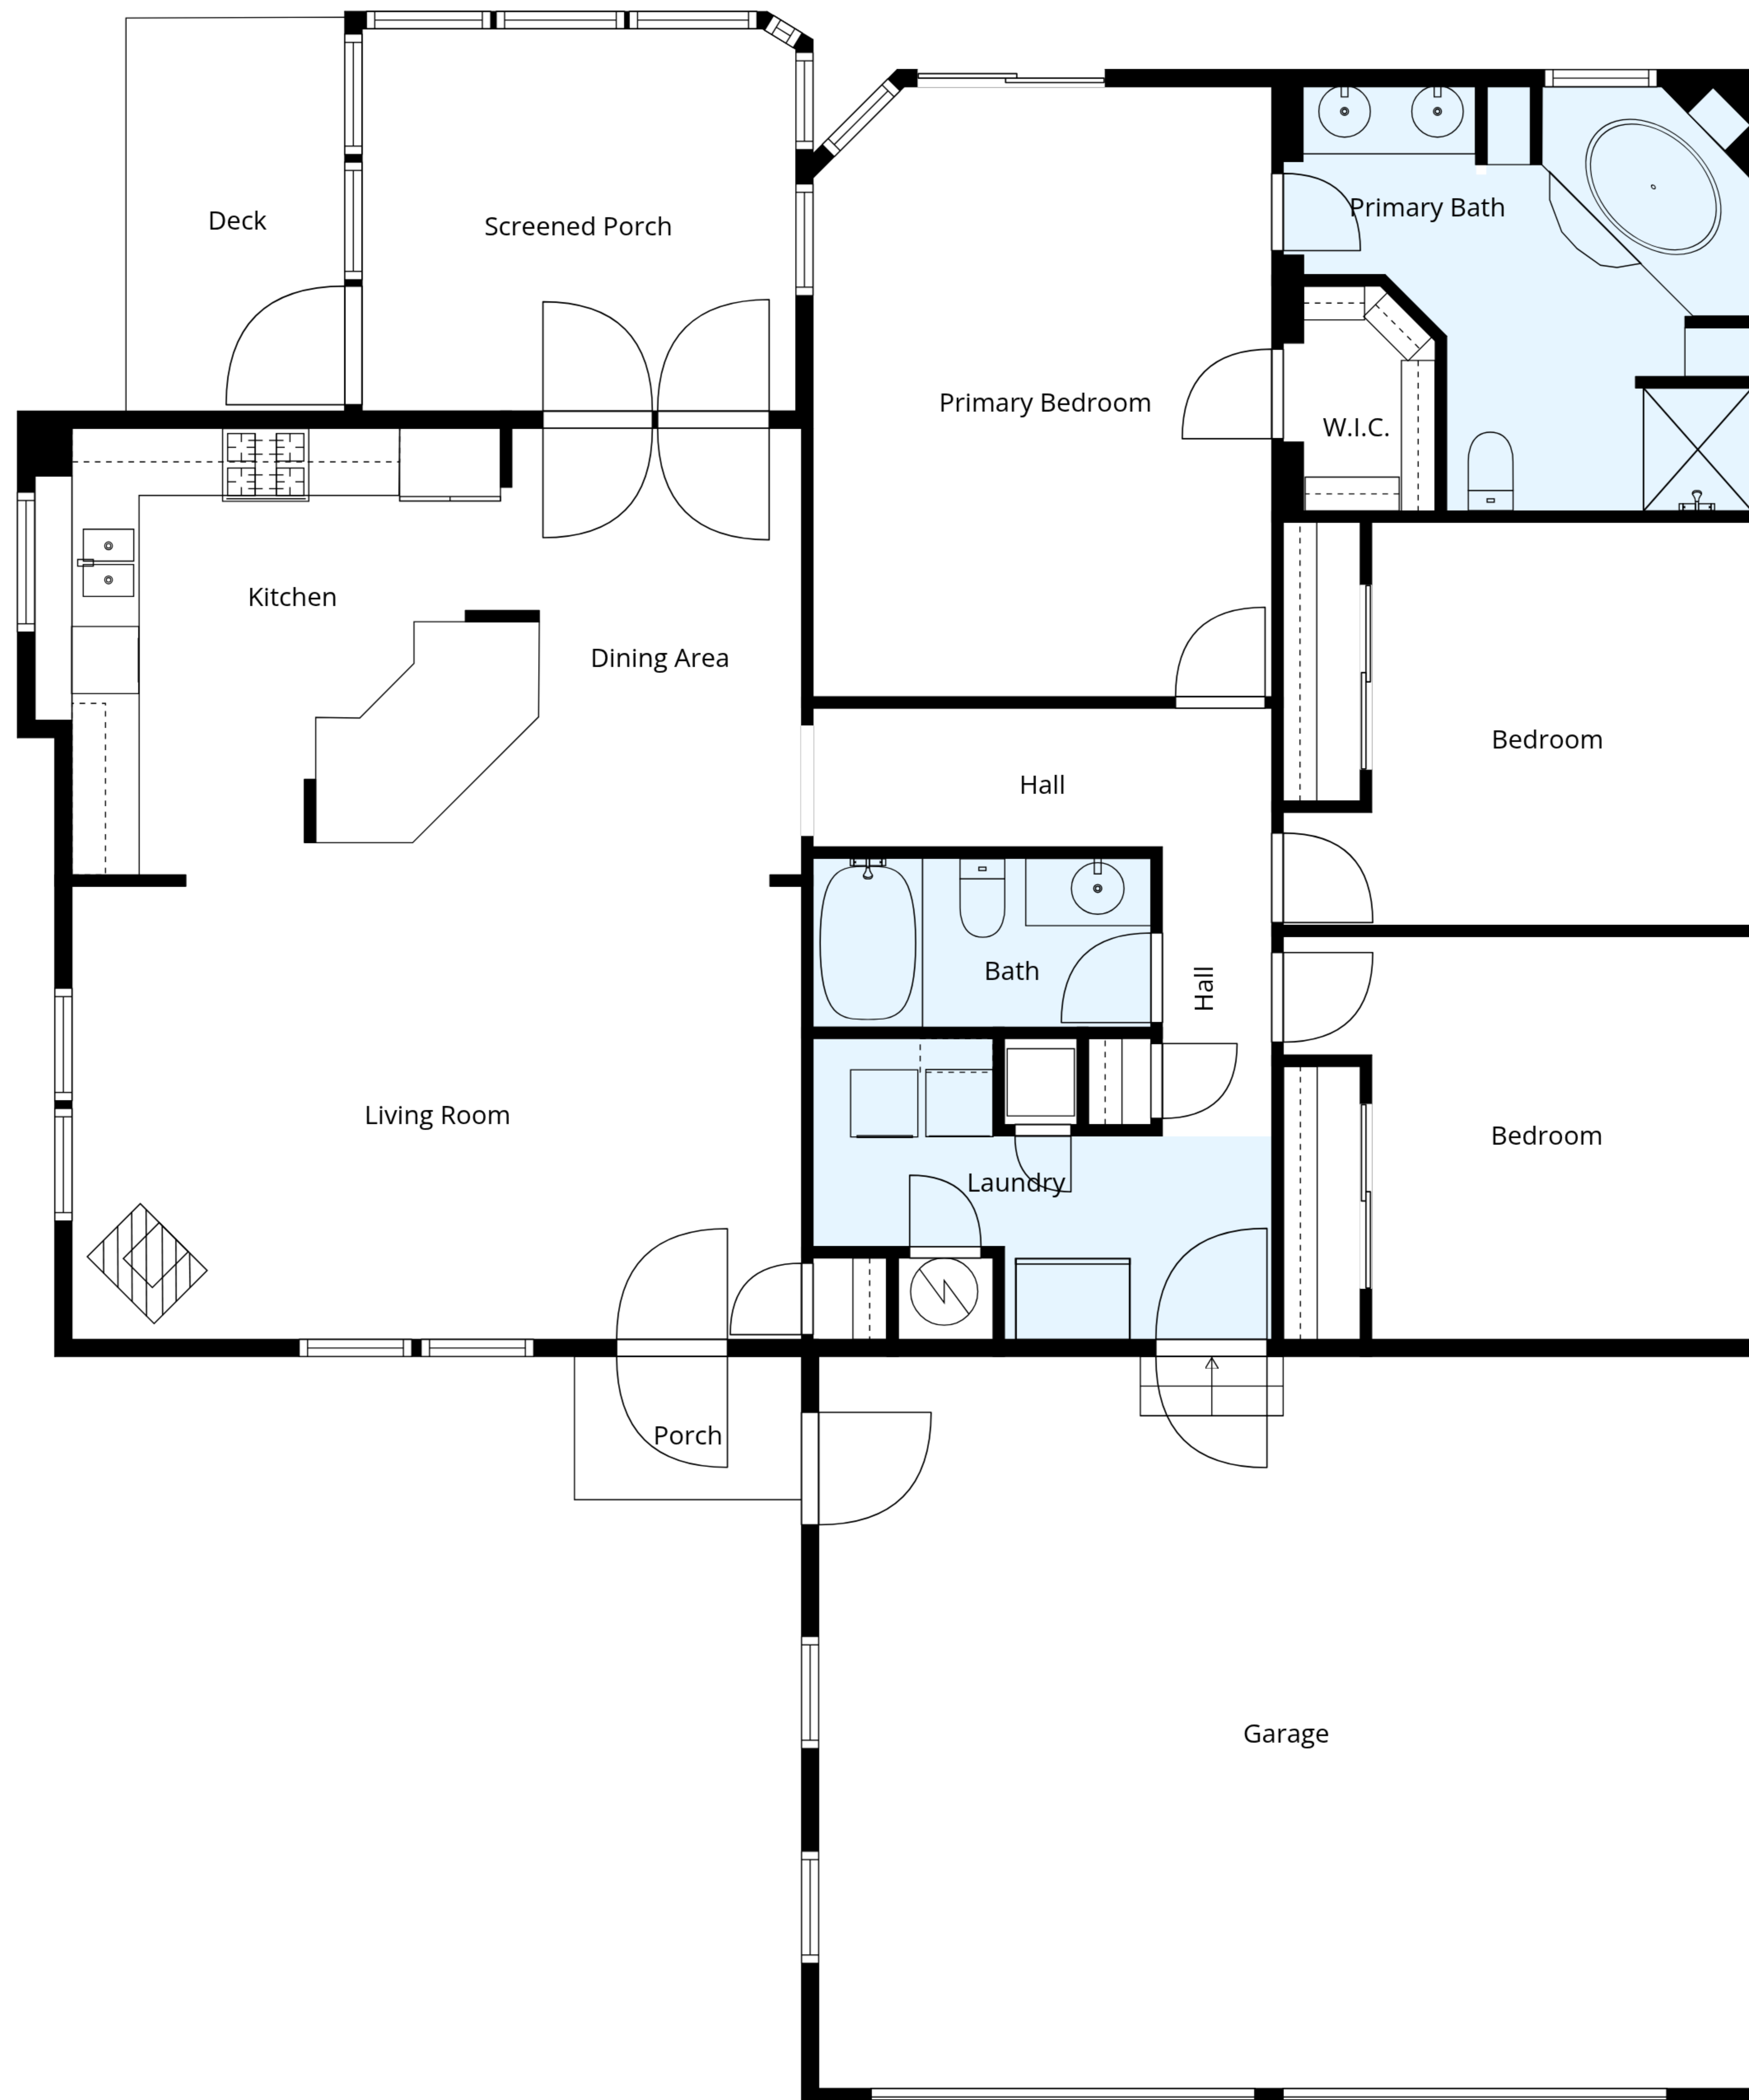 Deck
Screened Porch
Primary Bath
Primary Bedroom
W.I.C.
Kitchen
Dining Area
Bedroom
Hall
Bath
Hall
Living Room
Bedroom
Laundry
Porch
Garage